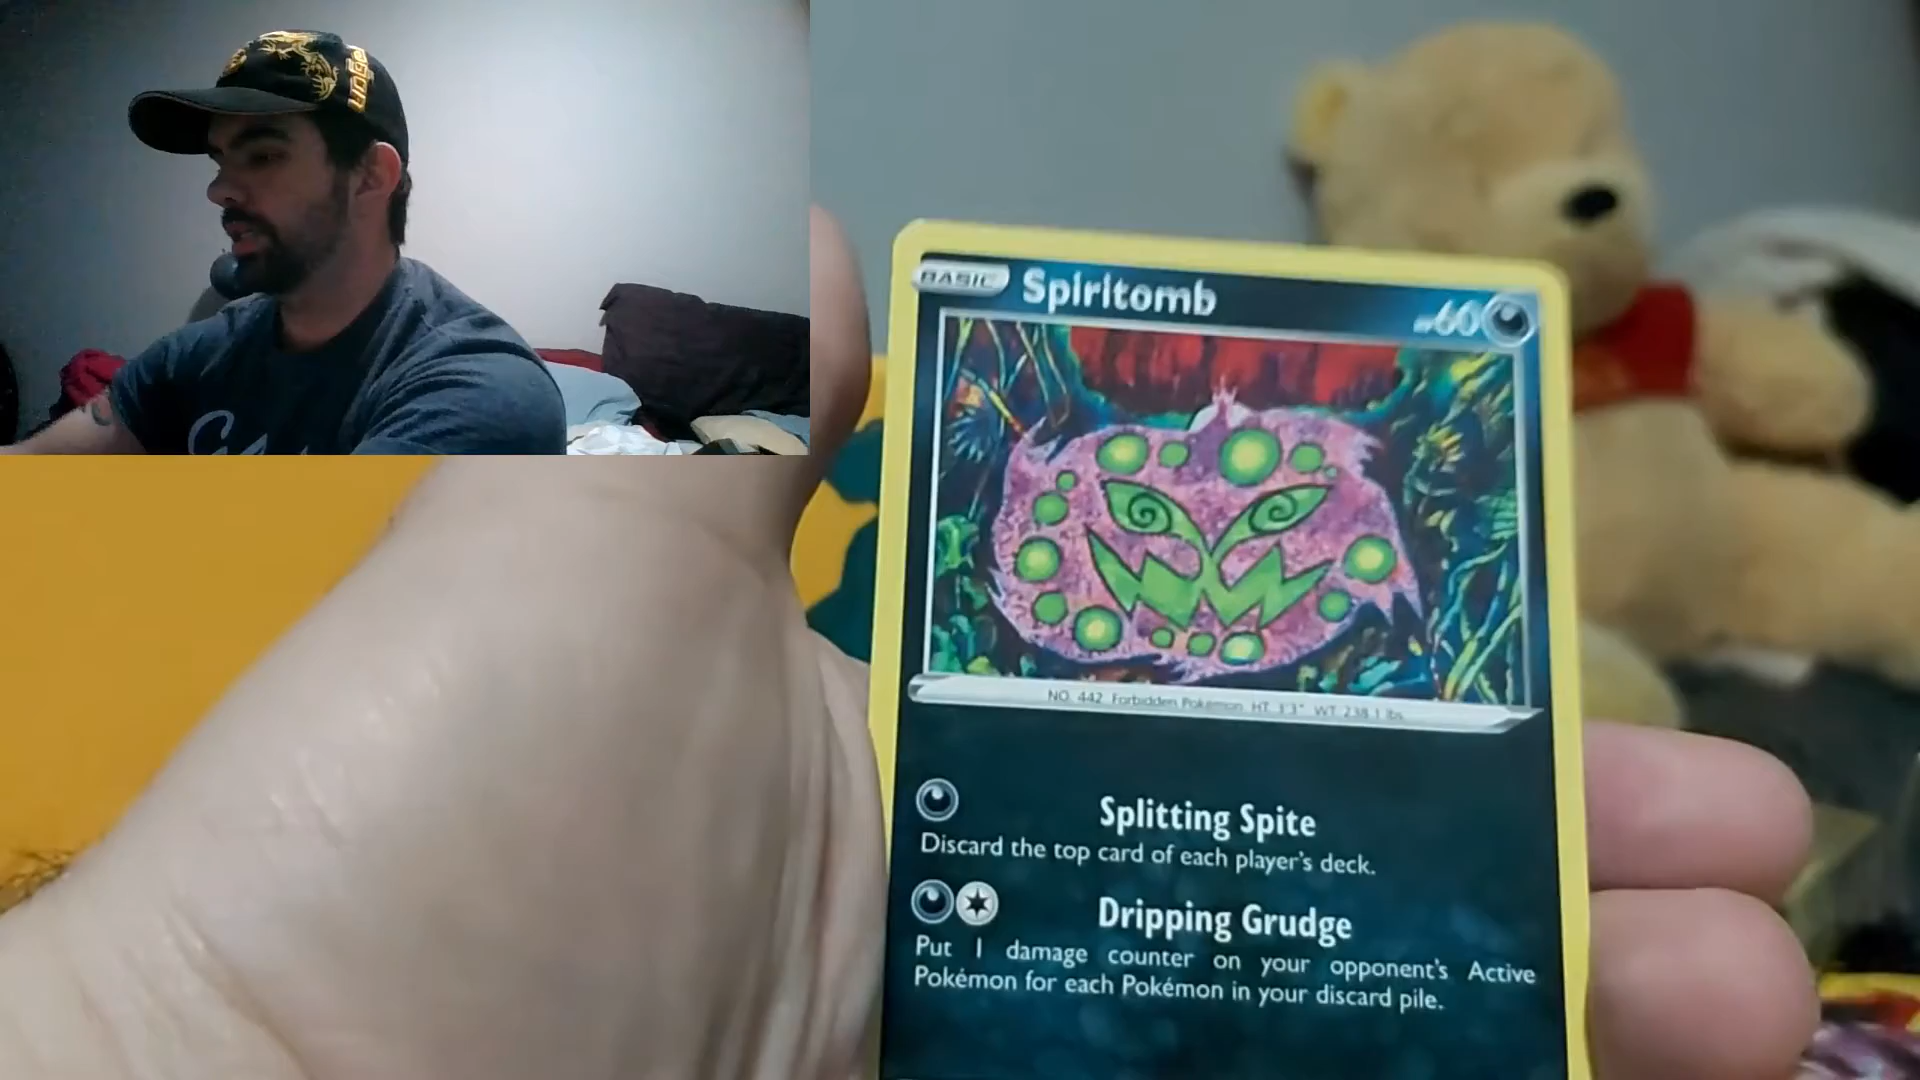 BASIC Spiritomb HP60
NO. 442 Forbidden Pokémon HT 3'3" WT 238.1 lbs.
Splitting Spite
Discard the top card of each player's deck.
Dripping Grudge
Put 1 damage counter on your opponent's Active
Pokémon for each Pokémon in your discard pile.